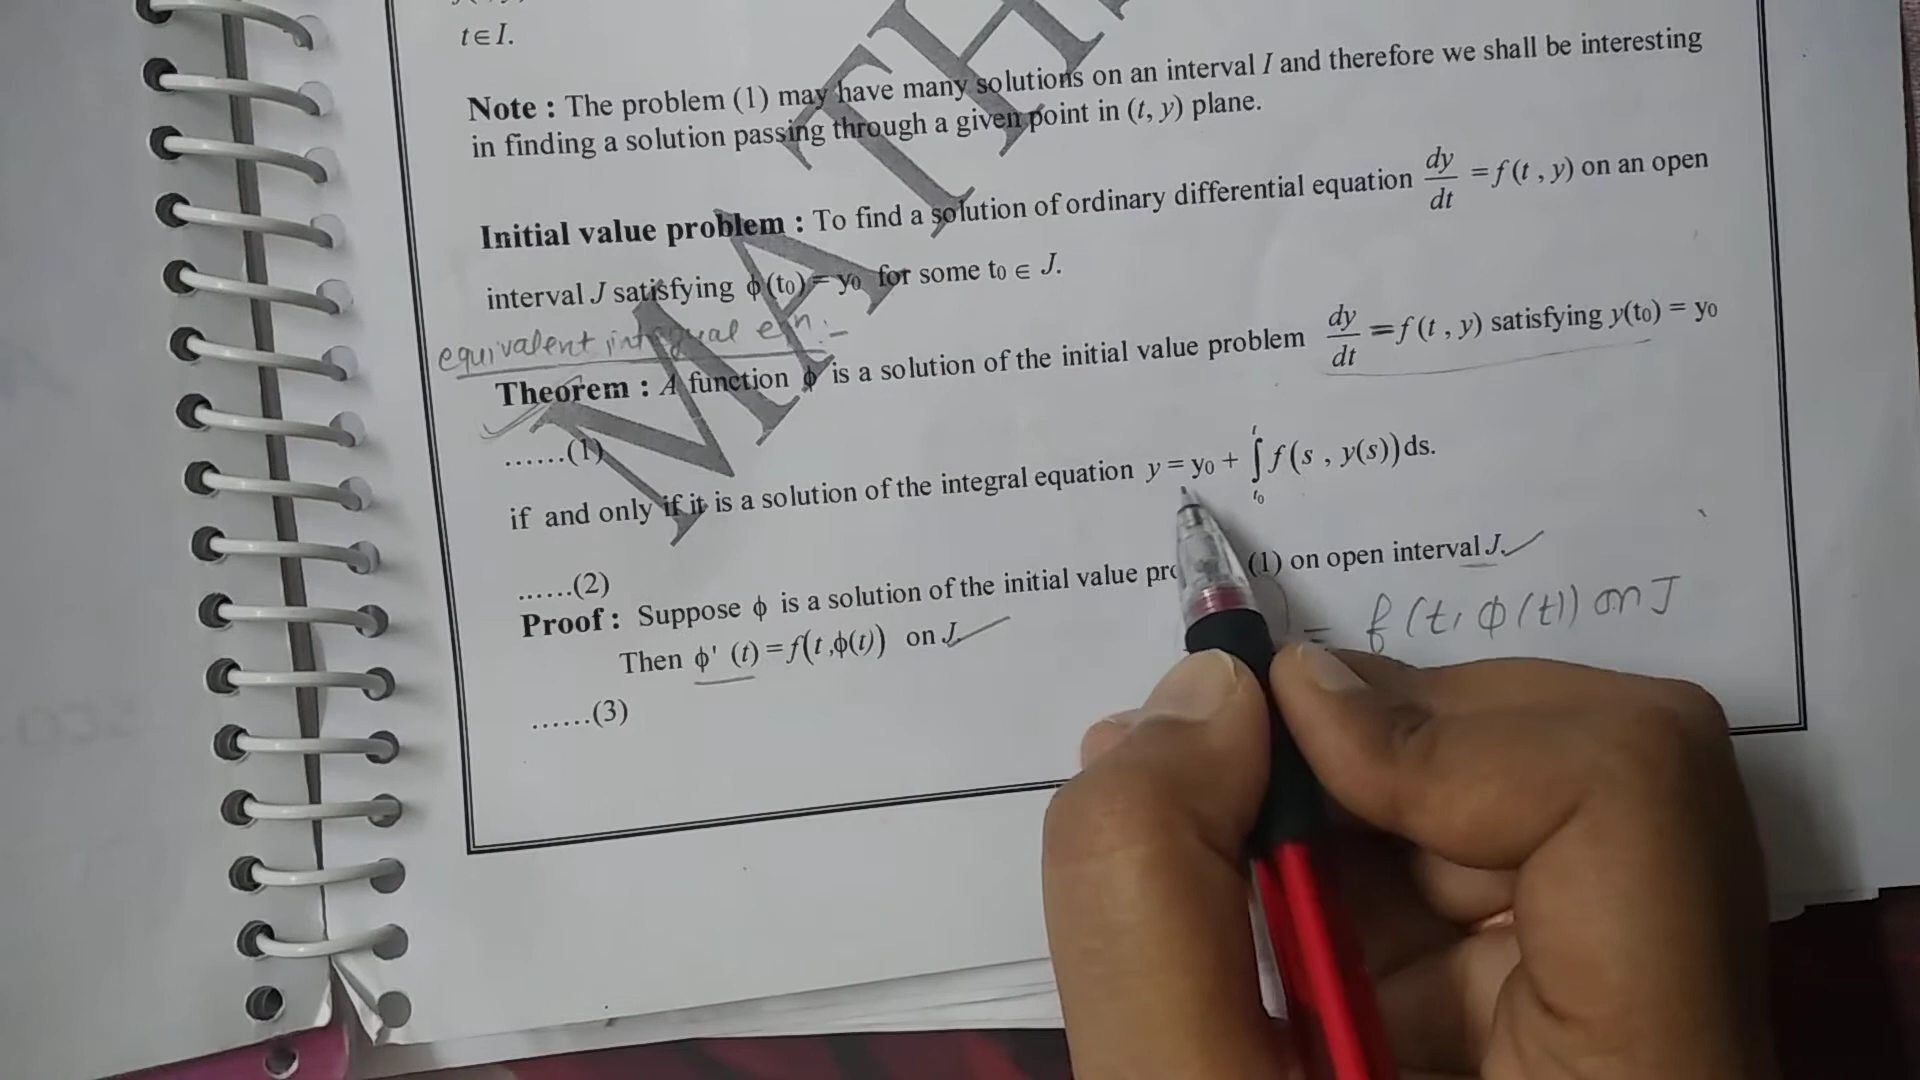 t ∈ I.
Note : The problem (1) may have many solutions on an interval I and therefore we shall be interesting
in finding a solution passing through a given point in (t, y) plane.
Initial value problem : To find a solution of ordinary differential equation dy/dt = f (t , y) on an open
interval J satisfying ϕ (t₀) = y₀ for some t₀ ∈ J.
equivalent integral eqn. :-
Theorem : A function ϕ is a solution of the initial value problem dy/dt = f (t , y) satisfying y(t₀) = y₀
......(1)
if and only if it is a solution of the integral equation y = y₀ + ∫_{t₀}^{t} f (s , y(s)) ds.
......(2)
Proof : Suppose ϕ is a solution of the initial value (1) on open interval J.
Then ϕ' (t) = f(t ,ϕ(t)) on J
= f (t, ϕ(t)) on J
......(3)
MATH